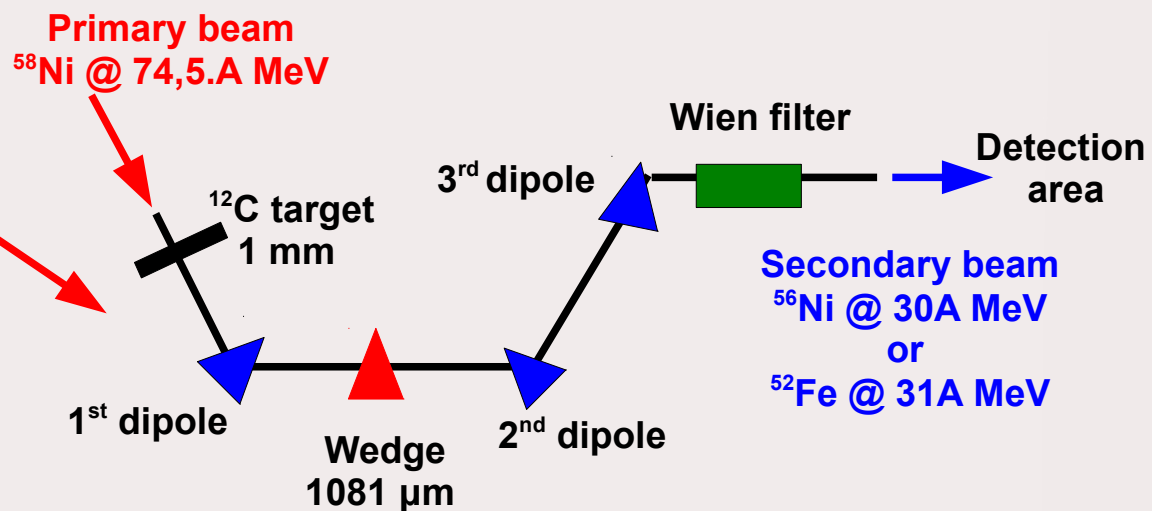 Primary beam
⁵⁸Ni @ 74,5.A MeV
¹²C target
1 mm
1ˢᵗ dipole
Wedge
1081 µm
2ⁿᵈ dipole
3ʳᵈ dipole
Wien filter
Detection
area
Secondary beam
⁵⁶Ni @ 30A MeV
or
⁵²Fe @ 31A MeV